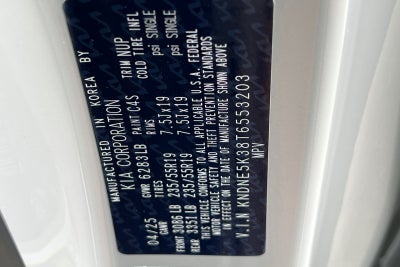 MANUFACTURED IN KOREA BY
KIA CORPORATION
04/25 GVWR 6283LB PAINT C4S TRIM NUP
GAWR TIRES RIMS COLD TIRE INFL
FRONT 3086LB 235/55R19 7.5Jx19 psi SINGLE
REAR 3351LB 235/55R19 7.5Jx19 psi SINGLE
THIS VEHICLE CONFORMS TO ALL APPLICABLE U.S.A. FEDERAL
MOTOR VEHICLE SAFETY AND THEFT PREVENTION STANDARDS
IN EFFECT ON THE DATE OF MANUFACTURE SHOWN ABOVE
V.I.N KNDNE5K38T6553203
MPV